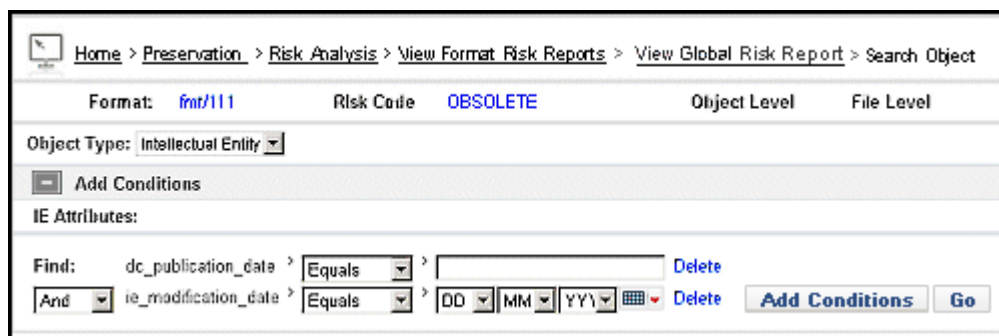 Home > Preservation > Risk Analysis > View Format Risk Reports > View Global Risk Report > Search Object
Format: fmt/111 Risk Code OBSOLETE Object Level File Level
Object Type: Intellectual Entity
Add Conditions
IE Attributes:
Find: dc_publication_date > Equals > Delete
And ie_modification_date > Equals > DD MM YYY Delete Add Conditions Go